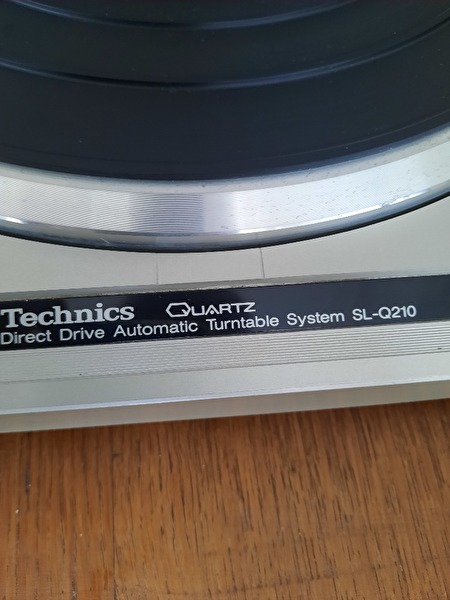 Technics QUARTZ
Direct Drive Automatic Turntable System SL-Q210